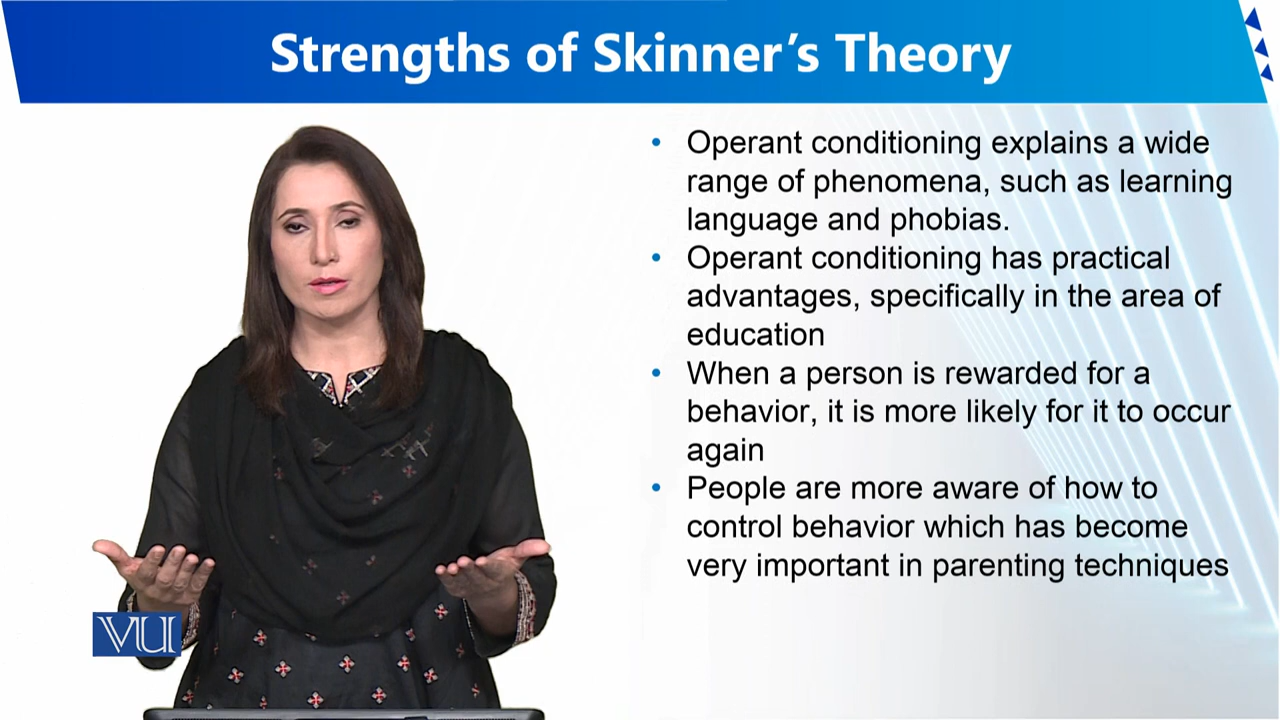 Strengths of Skinner's Theory
• Operant conditioning explains a wide
range of phenomena, such as learning
language and phobias.
• Operant conditioning has practical
advantages, specifically in the area of
education
• When a person is rewarded for a
behavior, it is more likely for it to occur
again
• People are more aware of how to
control behavior which has become
very important in parenting techniques
VU